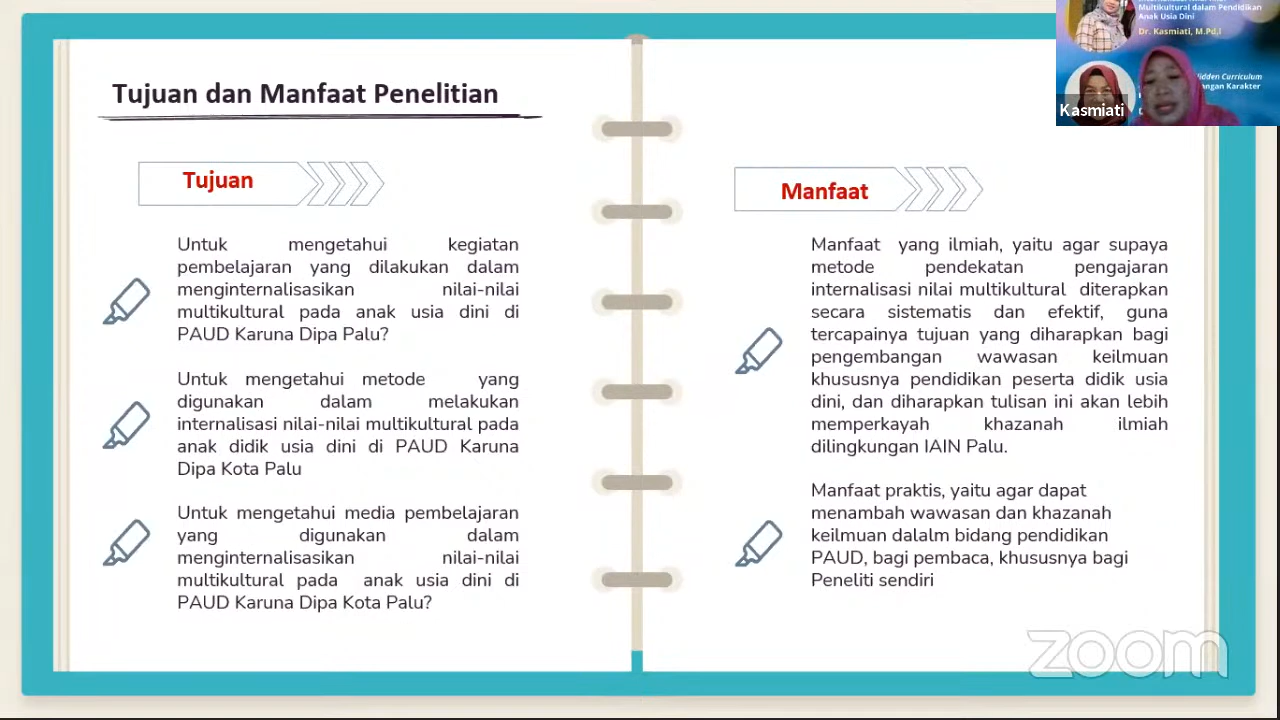 Tujuan dan Manfaat Penelitian
Tujuan
Untuk mengetahui kegiatan
pembelajaran yang dilakukan dalam
menginternalisasikan nilai-nilai
multikultural pada anak usia dini di
PAUD Karuna Dipa Palu?
Untuk mengetahui metode yang
digunakan dalam melakukan
internalisasi nilai-nilai multikultural pada
anak didik usia dini di PAUD Karuna
Dipa Kota Palu
Untuk mengetahui media pembelajaran
yang digunakan dalam
menginternalisasikan nilai-nilai
multikultural pada anak usia dini di
PAUD Karuna Dipa Kota Palu?
Manfaat
Manfaat yang ilmiah, yaitu agar supaya
metode pendekatan pengajaran
internalisasi nilai multikultural diterapkan
secara sistematis dan efektif, guna
tercapainya tujuan yang diharapkan bagi
pengembangan wawasan keilmuan
khususnya pendidikan peserta didik usia
dini, dan diharapkan tulisan ini akan lebih
memperkayah khazanah ilmiah
dilingkungan IAIN Palu.
Manfaat praktis, yaitu agar dapat
menambah wawasan dan khazanah
keilmuan dalalm bidang pendidikan
PAUD, bagi pembaca, khususnya bagi
Peneliti sendiri
Multikultural dalam Pendidikan
Anak Usia Dini
Dr. Kasmiati, M.Pd.I
Curriculum
Karakter
Kasmiati
zoom